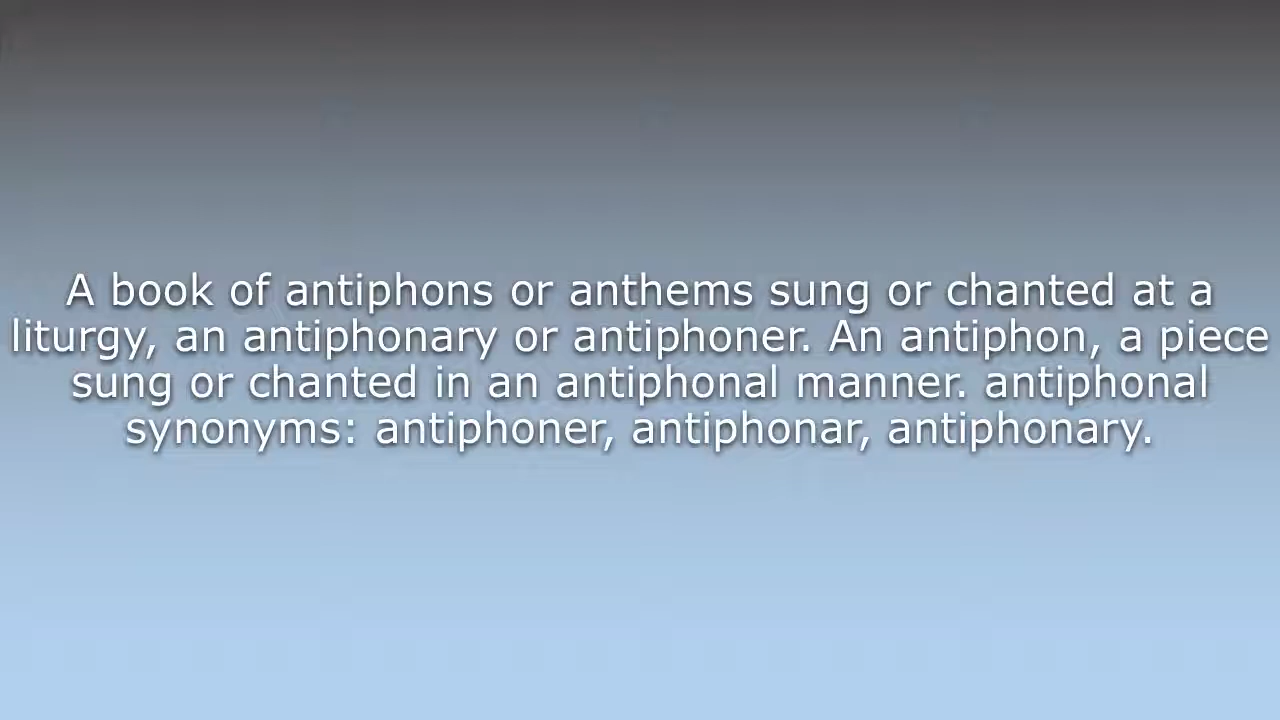 A book of antiphons or anthems sung or chanted at a
liturgy, an antiphonary or antiphoner. An antiphon, a piece
sung or chanted in an antiphonal manner. antiphonal
synonyms: antiphoner, antiphonar, antiphonary.